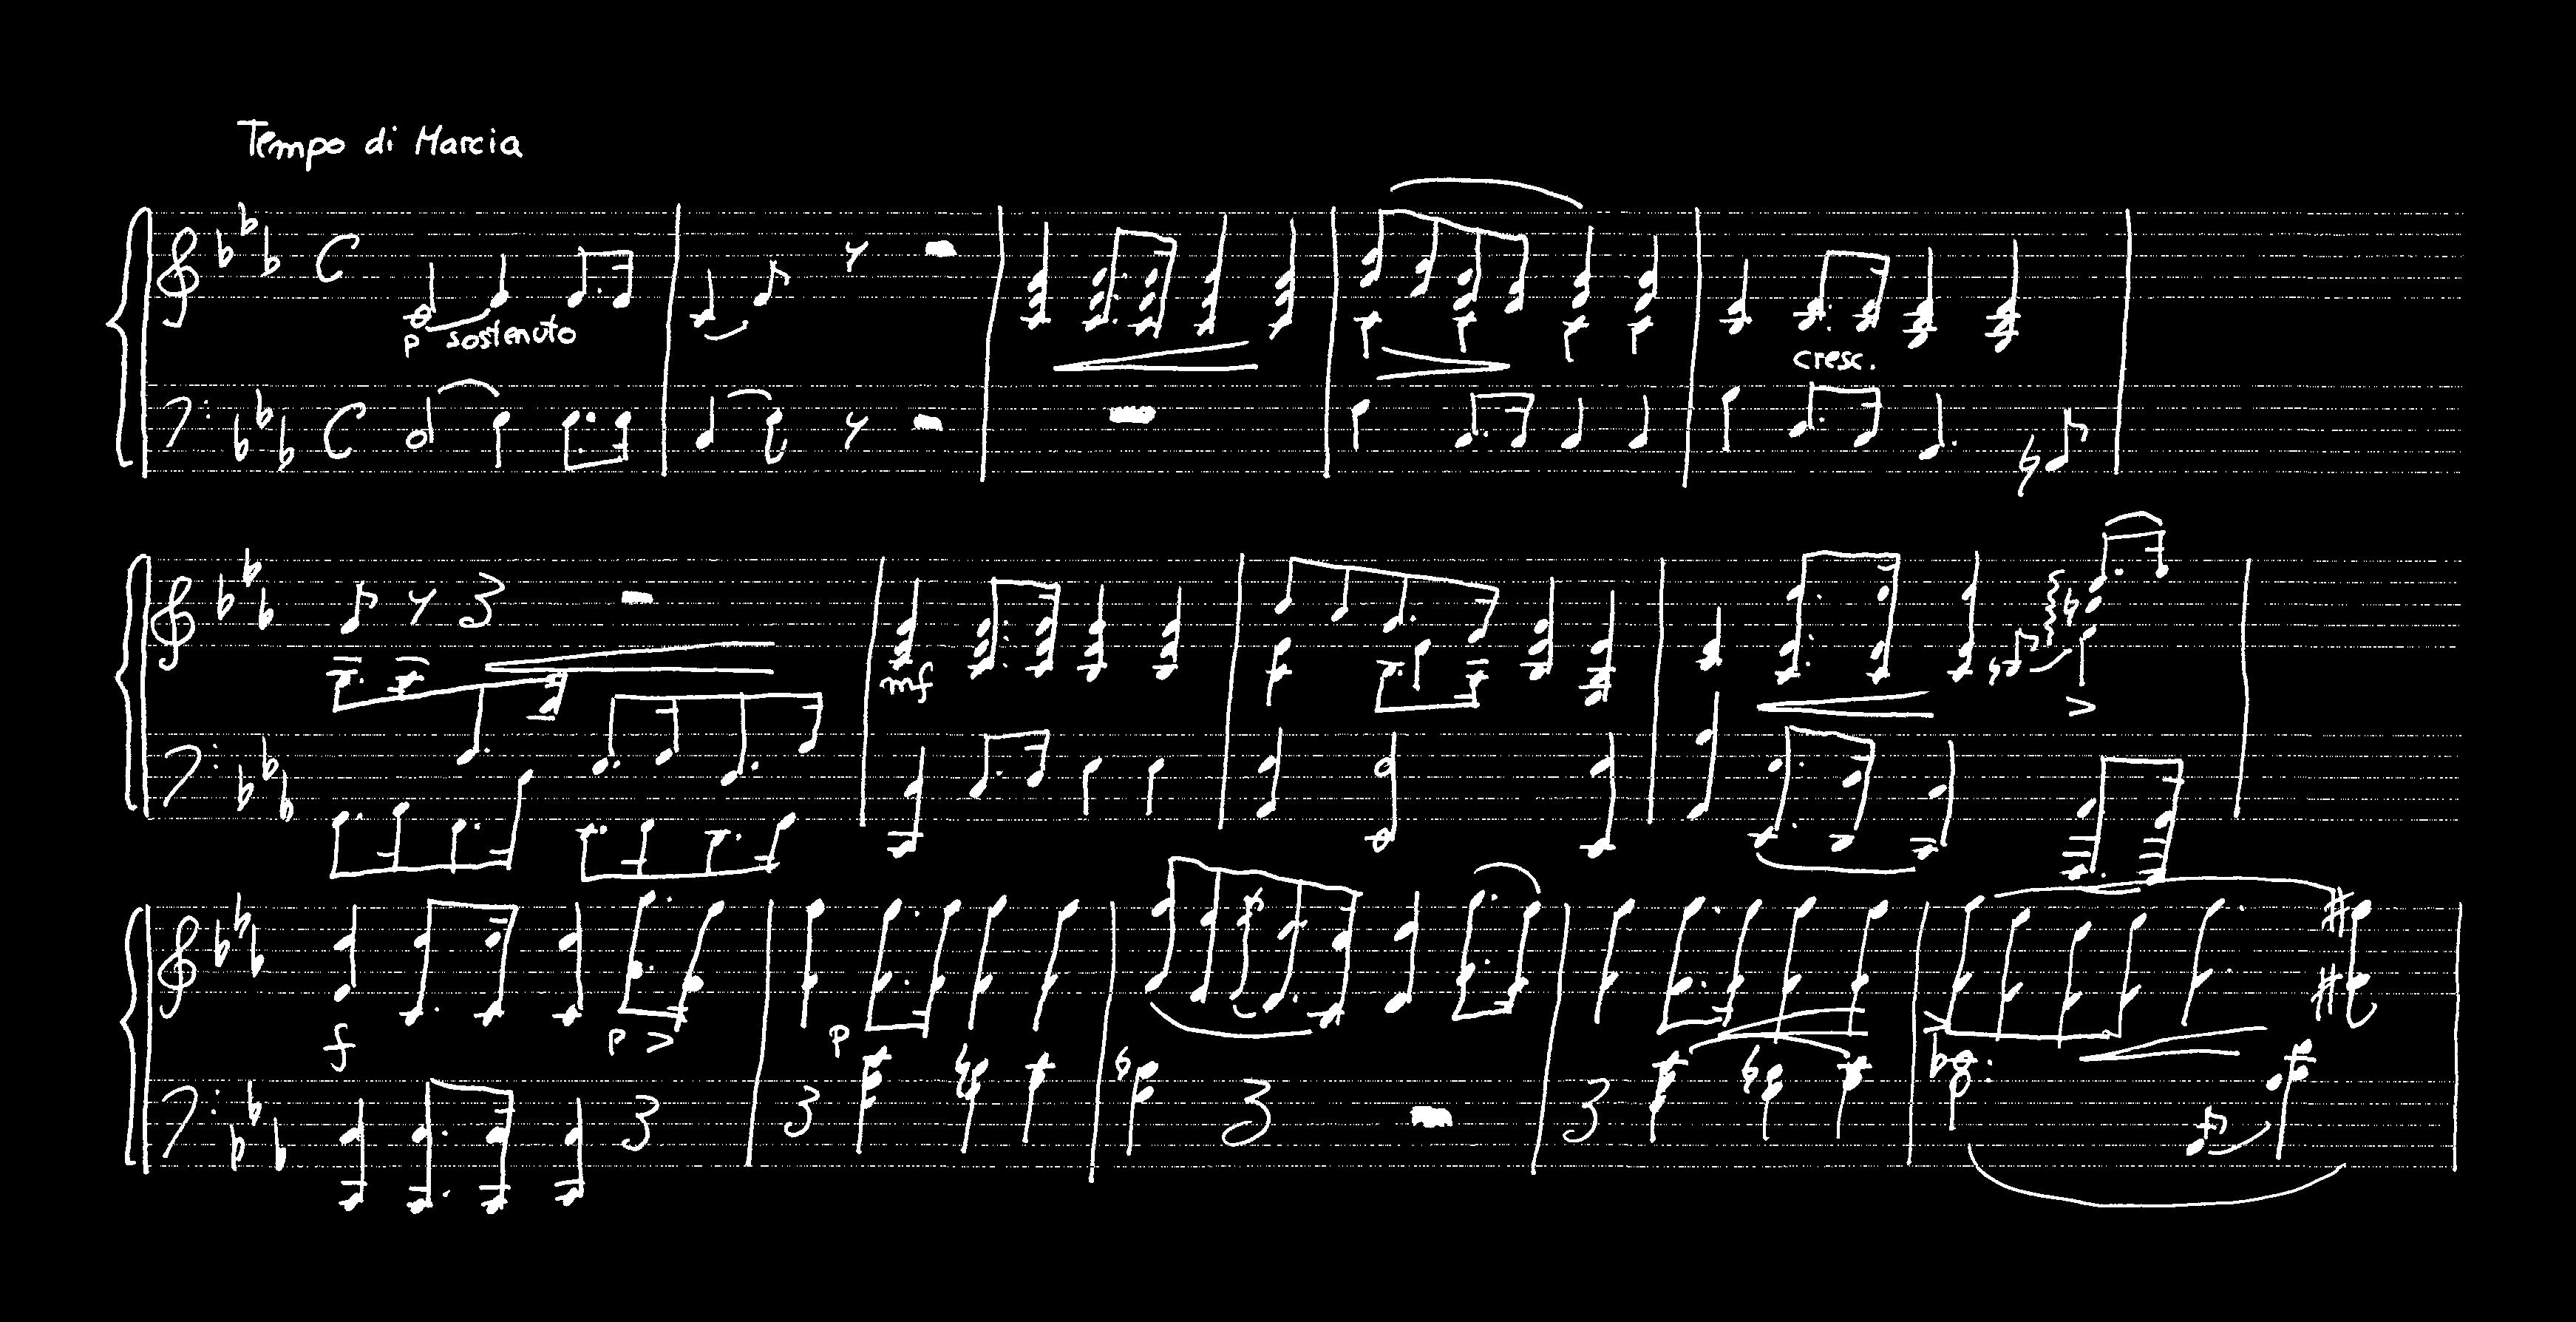 Tempo di Marcia
p sostenuto
cresc.
mf
f
p
p